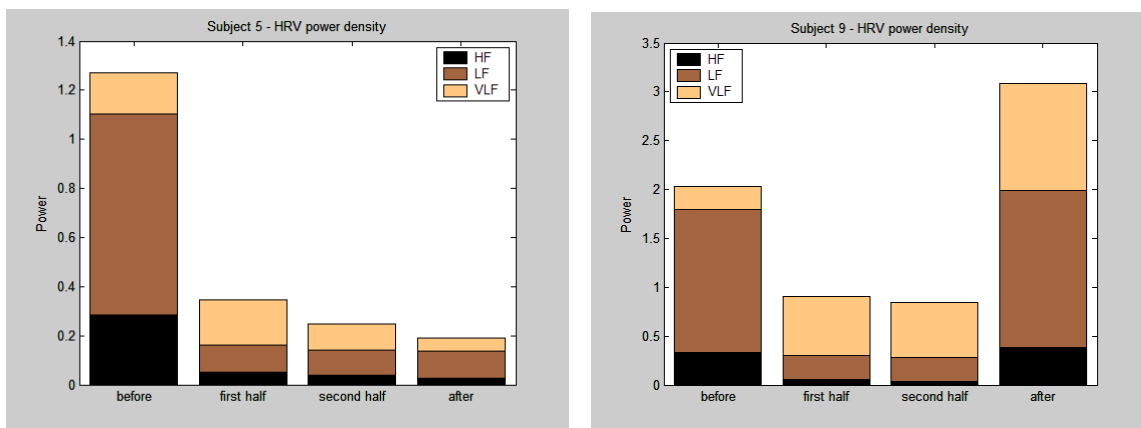 Subject 5 - HRV power density
HF
LF
VLF
Power
1.4
1.2
1
0.8
0.6
0.4
0.2
0
before first half second half after
Subject 9 - HRV power density
HF
LF
VLF
Power
3.5
3
2.5
2
1.5
1
0.5
0
before first half second half after